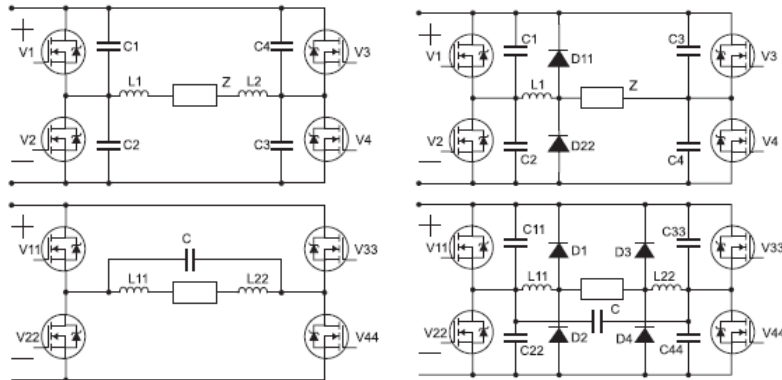 + V1 C1 C4 V3
L1 Z L2
V2 C2 C3 V4
−
+ V1 C1 D11 C3 V3
L1 Z
V2 C2 D22 C4 V4
−
+ V11 C V33
L11 L22
V22 V44
−
+ V11 C11 D1 D3 C33 V33
L11 L22
C
V22 C22 D2 D4 C44 V44
−